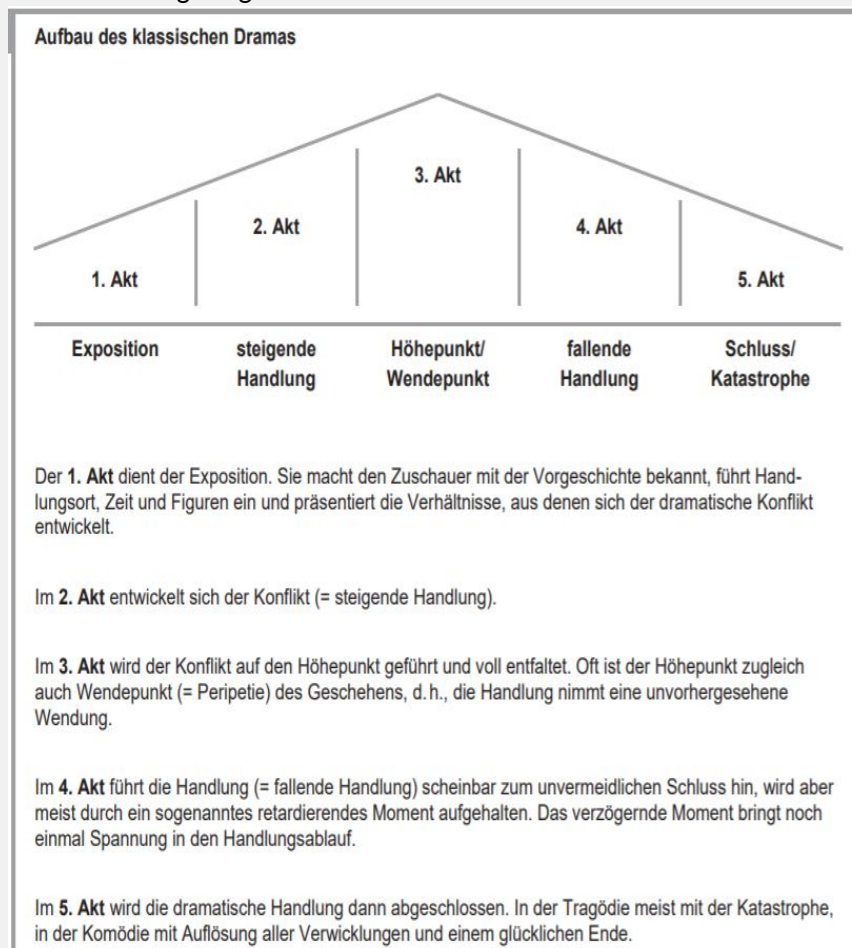 Aufbau des klassischen Dramas
3. Akt
2. Akt
4. Akt
1. Akt
5. Akt
Exposition
steigende
Handlung
Höhepunkt/
Wendepunkt
fallende
Handlung
Schluss/
Katastrophe
Der 1. Akt dient der Exposition. Sie macht den Zuschauer mit der Vorgeschichte bekannt, führt Hand-
lungsort, Zeit und Figuren ein und präsentiert die Verhältnisse, aus denen sich der dramatische Konflikt
entwickelt.
Im 2. Akt entwickelt sich der Konflikt (= steigende Handlung).
Im 3. Akt wird der Konflikt auf den Höhepunkt geführt und voll entfaltet. Oft ist der Höhepunkt zugleich
auch Wendepunkt (= Peripetie) des Geschehens, d. h., die Handlung nimmt eine unvorhergesehene
Wendung.
Im 4. Akt führt die Handlung (= fallende Handlung) scheinbar zum unvermeidlichen Schluss hin, wird aber
meist durch ein sogenanntes retardierendes Moment aufgehalten. Das verzögernde Moment bringt noch
einmal Spannung in den Handlungsablauf.
Im 5. Akt wird die dramatische Handlung dann abgeschlossen. In der Tragödie meist mit der Katastrophe,
in der Komödie mit Auflösung aller Verwicklungen und einem glücklichen Ende.